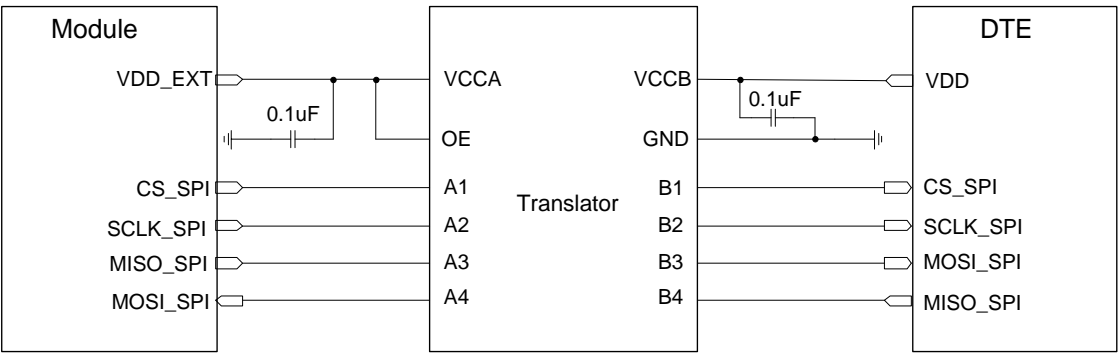 Module
DTE
VDD_EXT
VCCA
VCCB
VDD
0.1uF
0.1uF
OE
GND
CS_SPI
A1
Translator
B1
CS_SPI
SCLK_SPI
A2
B2
SCLK_SPI
MISO_SPI
A3
B3
MOSI_SPI
MOSI_SPI
A4
B4
MISO_SPI